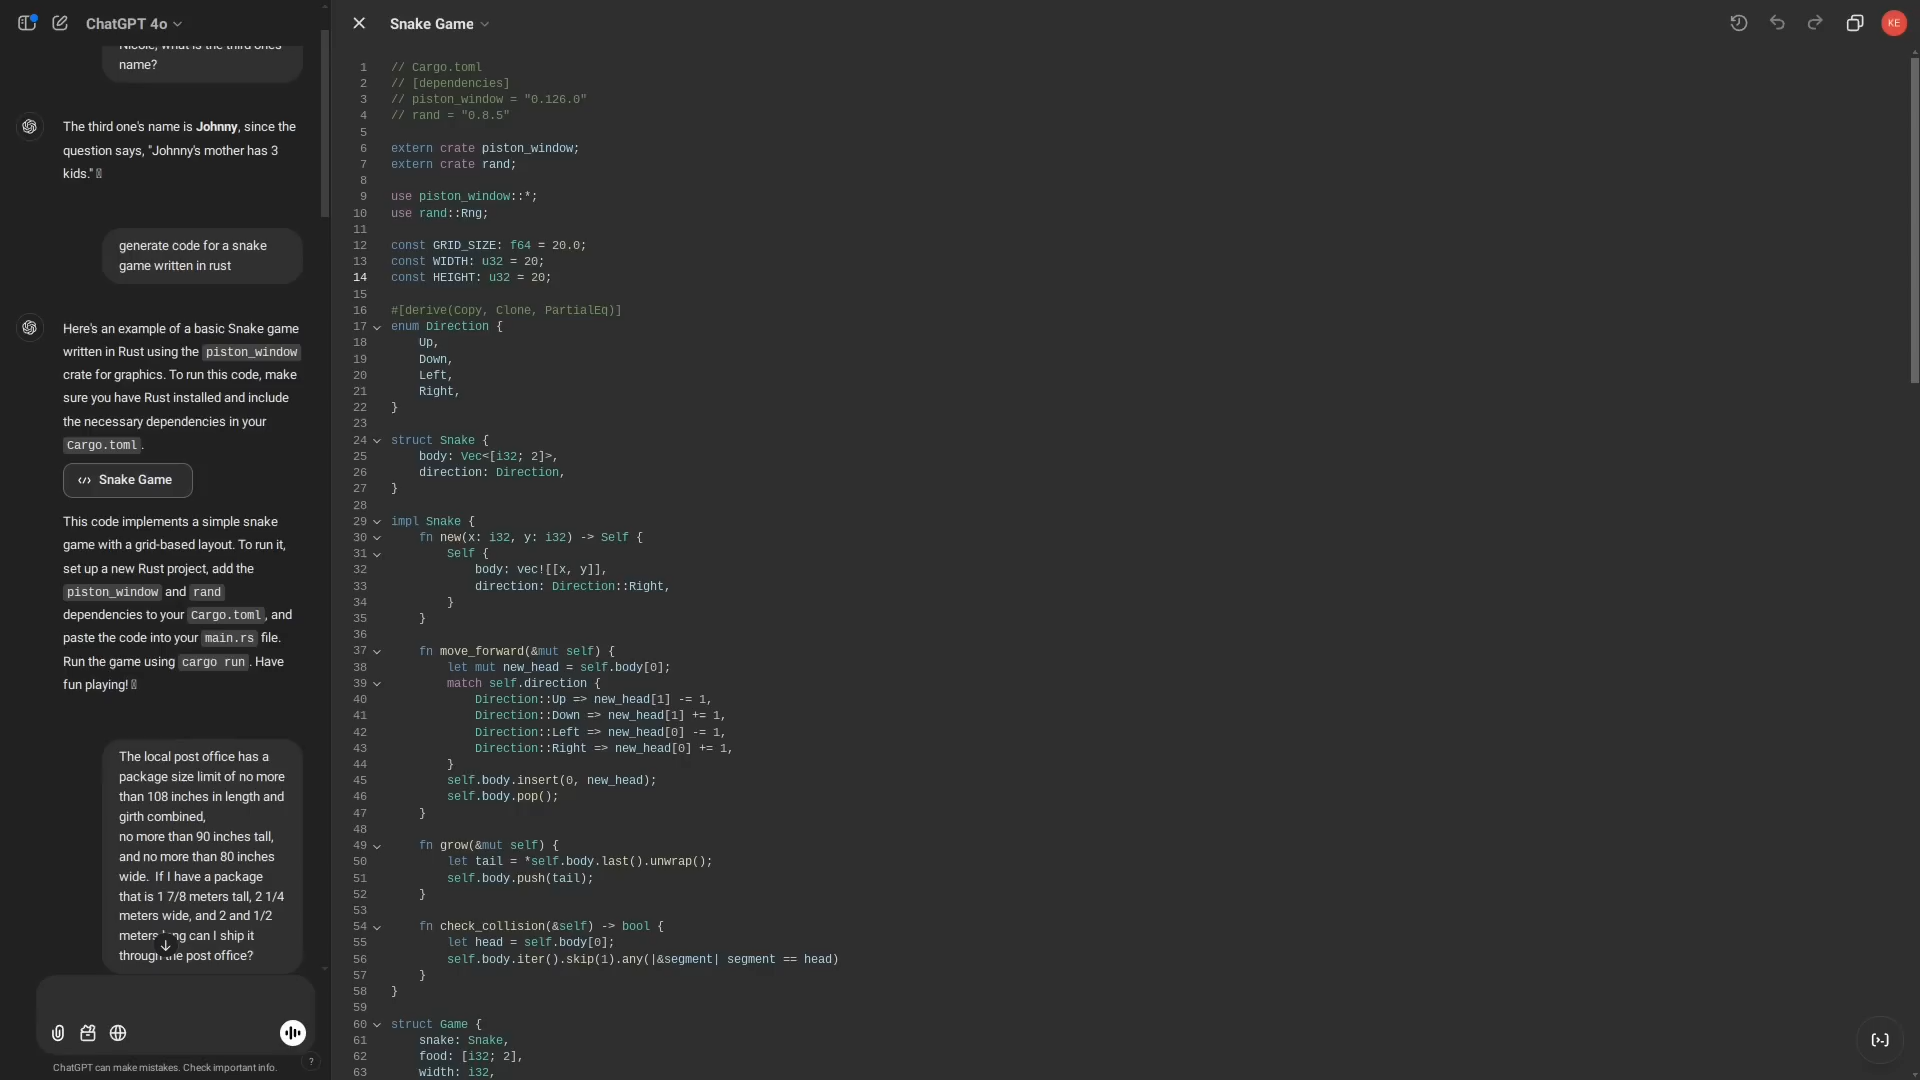 ChatGPT 4o
Nicole, what is the third ones
name?
The third one's name is Johnny, since the
question says, "Johnny's mother has 3
kids."
generate code for a snake
game written in rust
Here's an example of a basic Snake game
written in Rust using the piston_window
crate for graphics. To run this code, make
sure you have Rust installed and include
the necessary dependencies in your
Cargo.toml.
Snake Game
This code implements a simple snake
game with a grid-based layout. To run it,
set up a new Rust project, add the
piston_window and rand
dependencies to your Cargo.toml, and
paste the code into your main.rs file.
Run the game using cargo run. Have
fun playing!
The local post office has a
package size limit of no more
than 108 inches in length and
girth combined,
no more than 90 inches tall,
and no more than 80 inches
wide.  If I have a package
that is 1 7/8 meters tall, 2 1/4
meters wide, and 2 and 1/2
meters long can I ship it
through the post office?
ChatGPT can make mistakes. Check important info.
?
Snake Game
KE
1 // Cargo.toml
2 // [dependencies]
3 // piston_window = "0.126.0"
4 // rand = "0.8.5"
5
6 extern crate piston_window;
7 extern crate rand;
8
9 use piston_window::*;
10 use rand::Rng;
11
12 const GRID_SIZE: f64 = 20.0;
13 const WIDTH: u32 = 20;
14 const HEIGHT: u32 = 20;
15
16 #[derive(Copy, Clone, PartialEq)]
17 enum Direction {
18     Up,
19     Down,
20     Left,
21     Right,
22 }
23
24 struct Snake {
25     body: Vec<[i32; 2]>,
26     direction: Direction,
27 }
28
29 impl Snake {
30     fn new(x: i32, y: i32) -> Self {
31         Self {
32             body: vec![[x, y]],
33             direction: Direction::Right,
34         }
35     }
36
37     fn move_forward(&mut self) {
38         let mut new_head = self.body[0];
39         match self.direction {
40             Direction::Up => new_head[1] -= 1,
41             Direction::Down => new_head[1] += 1,
42             Direction::Left => new_head[0] -= 1,
43             Direction::Right => new_head[0] += 1,
44         }
45         self.body.insert(0, new_head);
46         self.body.pop();
47     }
48
49     fn grow(&mut self) {
50         let tail = *self.body.last().unwrap();
51         self.body.push(tail);
52     }
53
54     fn check_collision(&self) -> bool {
55         let head = self.body[0];
56         self.body.iter().skip(1).any(|&segment| segment == head)
57     }
58 }
59
60 struct Game {
61     snake: Snake,
62     food: [i32; 2],
63     width: i32,